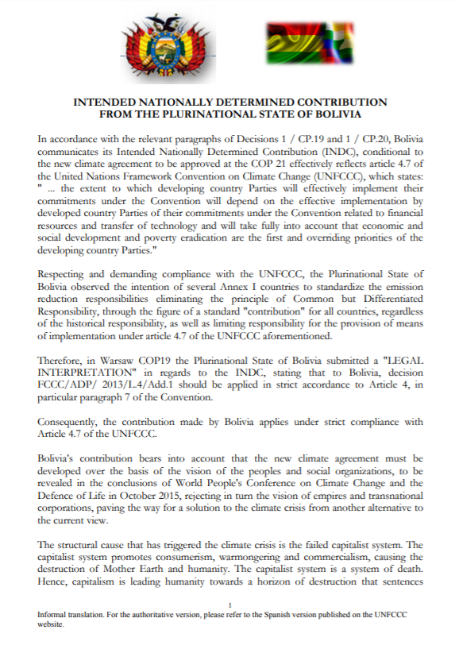 INTENDED NATIONALLY DETERMINED CONTRIBUTION
FROM THE PLURINATIONAL STATE OF BOLIVIA
In accordance with the relevant paragraphs of Decisions 1 / CP.19 and 1 / CP.20, Bolivia
communicates its Intended Nationally Determined Contribution (INDC), conditional to
the new climate agreement to be approved at the COP 21 effectively reflects article 4.7 of
the United Nations Framework Convention on Climate Change (UNFCCC), which states:
" ... the extent to which developing country Parties will effectively implement their
commitments under the Convention will depend on the effective implementation by
developed country Parties of their commitments under the Convention related to financial
resources and transfer of technology and will take fully into account that economic and
social development and poverty eradication are the first and overriding priorities of the
developing country Parties."
Respecting and demanding compliance with the UNFCCC, the Plurinational State of
Bolivia observed the intention of several Annex I countries to standardize the emission
reduction responsibilities eliminating the principle of Common but Differentiated
Responsibility, through the figure of a standard "contribution" for all countries, regardless
of the historical responsibility, as well as limiting responsibility for the provision of means
of implementation under article 4.7 of the UNFCCC aforementioned.
Therefore, in Warsaw COP19 the Plurinational State of Bolivia submitted a "LEGAL
INTERPRETATION" in regards to the INDC, stating that to Bolivia, decision
FCCC/ADP/ 2013/L.4/Add.1 should be applied in strict accordance to Article 4, in
particular paragraph 7 of the Convention.
Consequently, the contribution made by Bolivia applies under strict compliance with
Article 4.7 of the UNFCCC.
Bolivia's contribution bears into account that the new climate agreement must be
developed over the basis of the vision of the peoples and social organizations, to be
revealed in the conclusions of World People's Conference on Climate Change and the
Defence of Life in October 2015, rejecting in turn the vision of empires and transnational
corporations, paving the way for a solution to the climate crisis from another alternative to
the current view.
The structural cause that has triggered the climate crisis is the failed capitalist system. The
capitalist system promotes consumerism, warmongering and commercialism, causing the
destruction of Mother Earth and humanity. The capitalist system is a system of death.
Hence, capitalism is leading humanity towards a horizon of destruction that sentences
1
Informal translation. For the authoritative version, please refer to the Spanish version published on the UNFCCC
website.